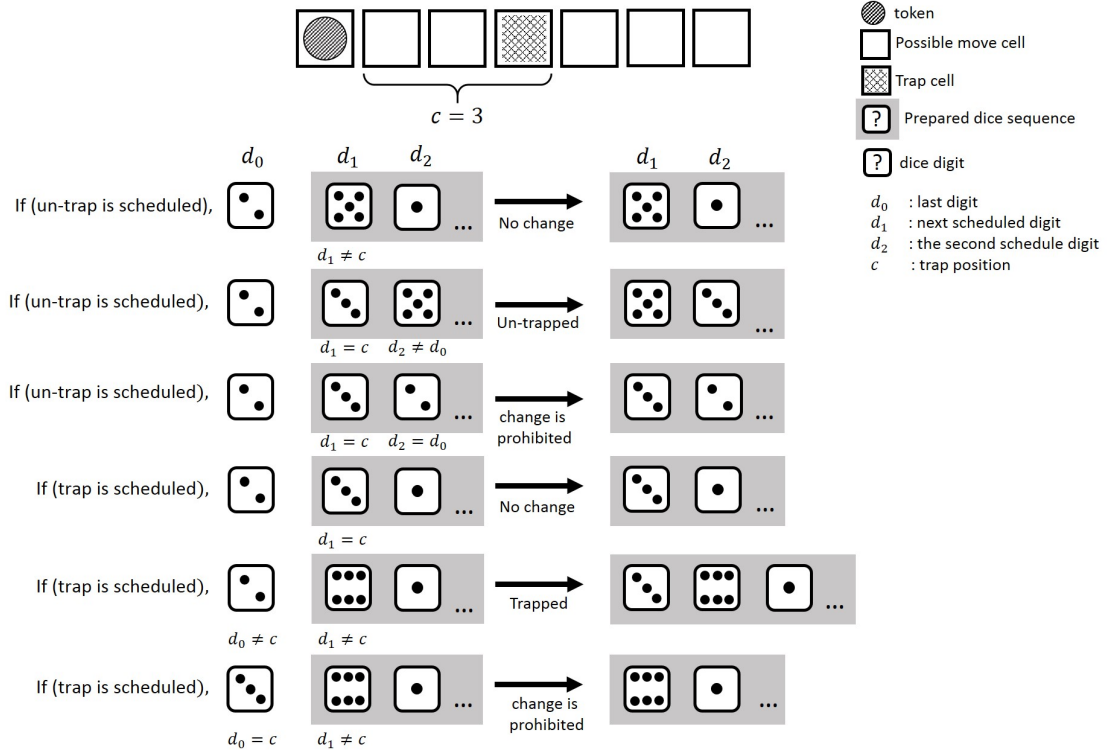 token
Possible move cell
Trap cell
? Prepared dice sequence
? dice digit
c = 3
d₀ d₁ d₂ d₁ d₂
d₀ : last digit
d₁ : next scheduled digit
d₂ : the second schedule digit
c : trap position
If (un-trap is scheduled), ... No change ...
d₁ ≠ c
If (un-trap is scheduled), ... Un-trapped ...
d₁ = c d₂ ≠ d₀
If (un-trap is scheduled), ... change is ...
prohibited
d₁ = c d₂ = d₀
If (trap is scheduled), ... No change ...
d₁ = c
If (trap is scheduled), ... Trapped ...
d₀ ≠ c d₁ ≠ c
If (trap is scheduled), ... change is ...
prohibited
d₀ = c d₁ ≠ c